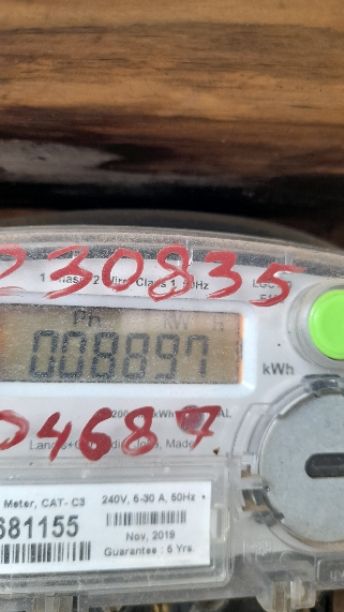 230835
1 Phase 2 Wire Class 1, 50Hz
Ph kW h
008897
kWh
04687
Meter, CAT- C3 240V, 6-30 A, 50Hz
681155
Nov, 2019
Guarantee : 5 Yrs.